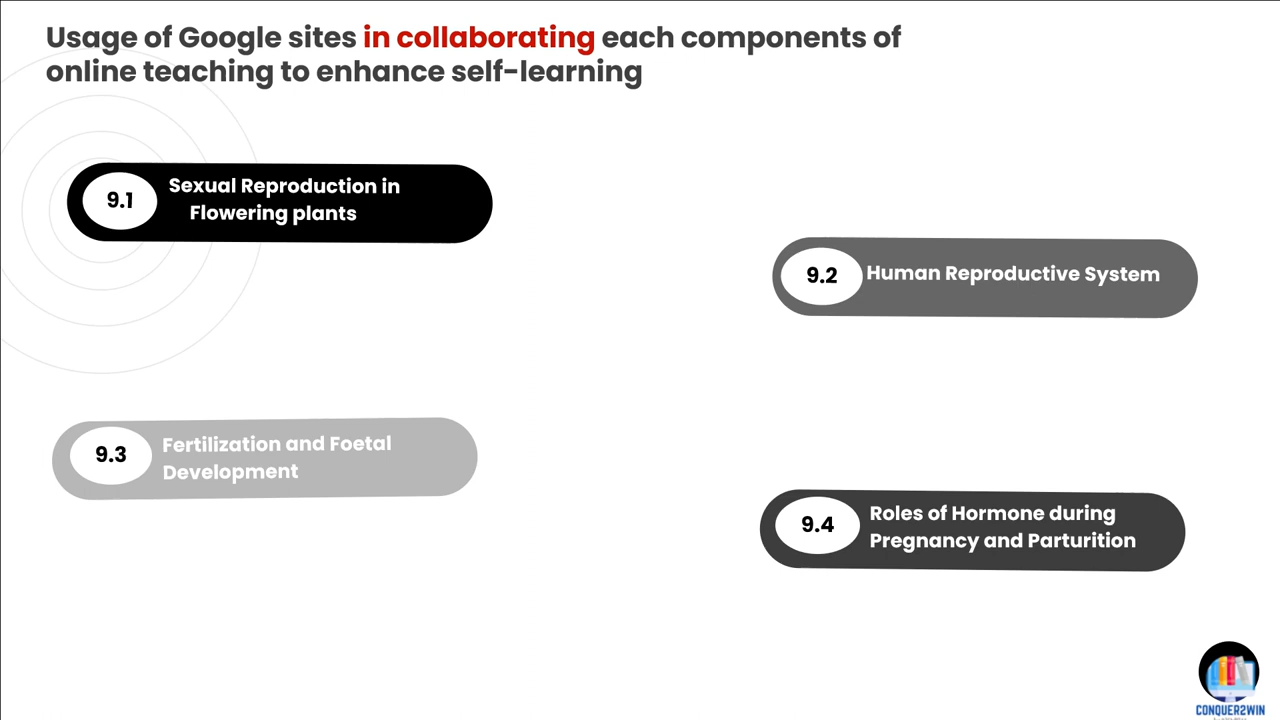 Usage of Google sites in collaborating each components of
online teaching to enhance self-learning
9.1
Sexual Reproduction in
Flowering plants
9.2
Human Reproductive System
9.3
Fertilization and Foetal
Development
9.4
Roles of Hormone during
Pregnancy and Parturition
CONQUER2WIN